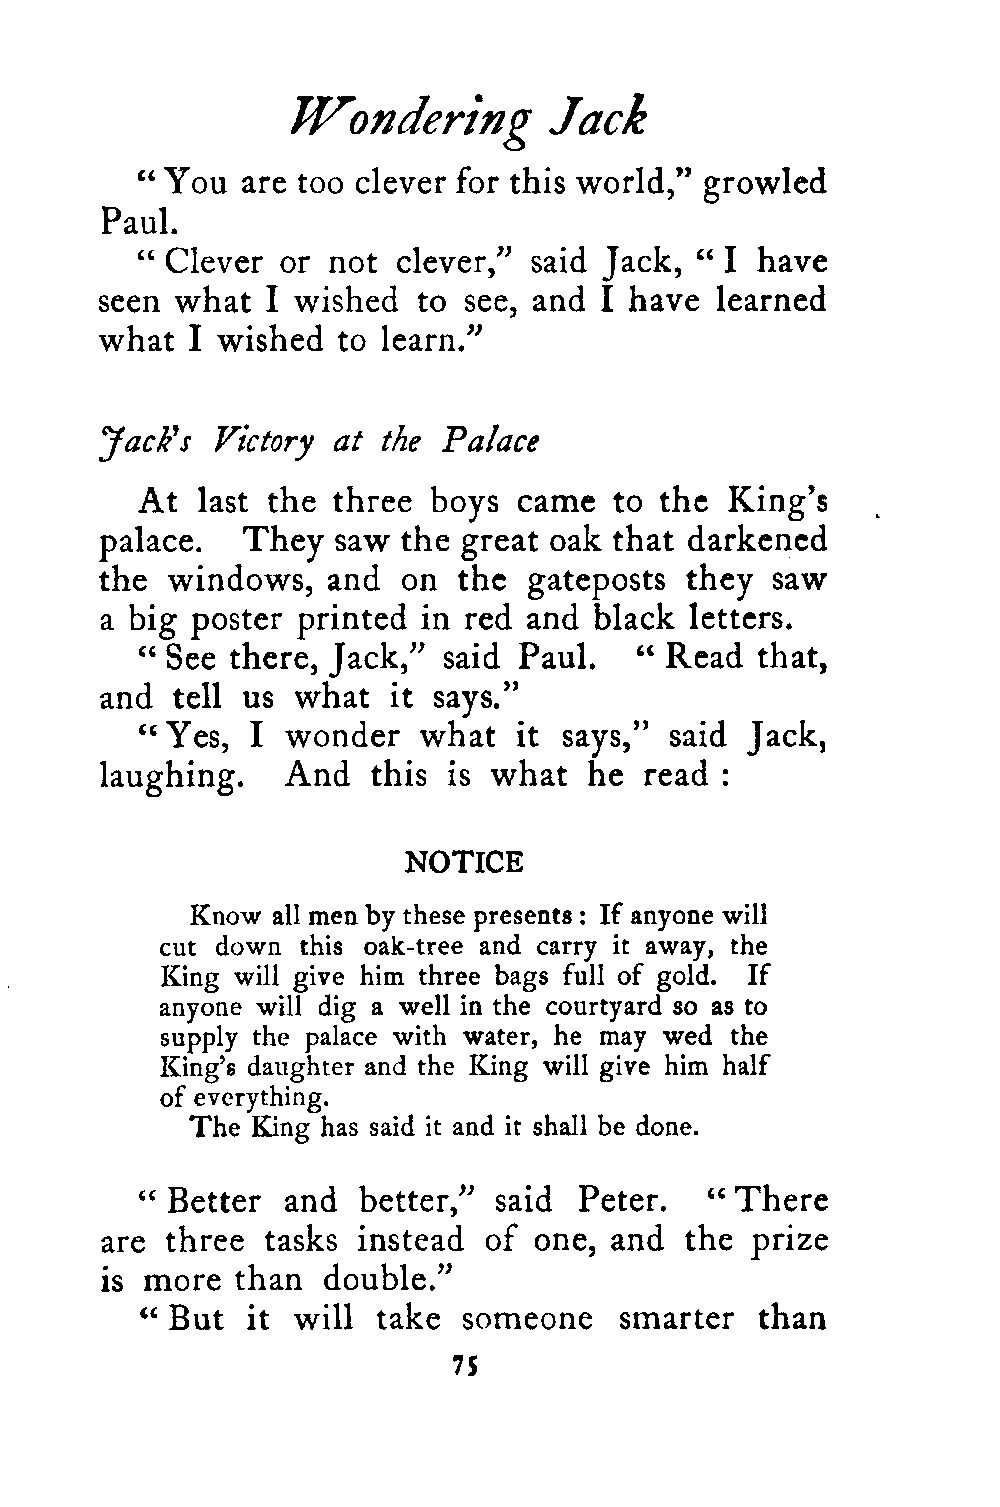 Wondering Jack
“ You are too clever for this world,” growled
Paul.
“ Clever or not clever,” said Jack, “ I have
seen what I wished to see, and I have learned
what I wished to learn.”
Jack's Victory at the Palace
At last the three boys came to the King’s
palace. They saw the great oak that darkened
the windows, and on the gateposts they saw
a big poster printed in red and black letters.
“ See there, Jack,” said Paul. “ Read that,
and tell us what it says.”
“ Yes, I wonder what it says,” said Jack,
laughing. And this is what he read :
NOTICE
Know all men by these presents : If anyone will
cut down this oak-tree and carry it away, the
King will give him three bags full of gold. If
anyone will dig a well in the courtyard so as to
supply the palace with water, he may wed the
King’s daughter and the King will give him half
of everything.
The King has said it and it shall be done.
“ Better and better,” said Peter. “ There
are three tasks instead of one, and the prize
is more than double.”
“ But it will take someone smarter than
75